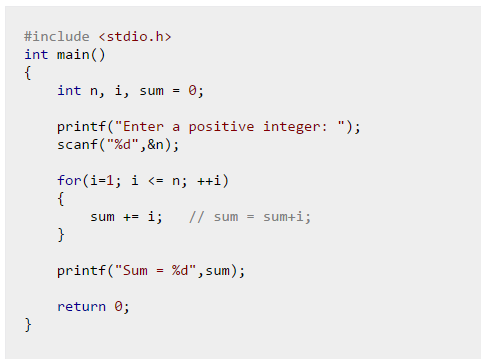 #include <stdio.h>
int main()
{
    int n, i, sum = 0;

    printf("Enter a positive integer: ");
    scanf("%d",&n);

    for(i=1; i <= n; ++i)
    {
        sum += i;   // sum = sum+i;
    }

    printf("Sum = %d",sum);

    return 0;
}